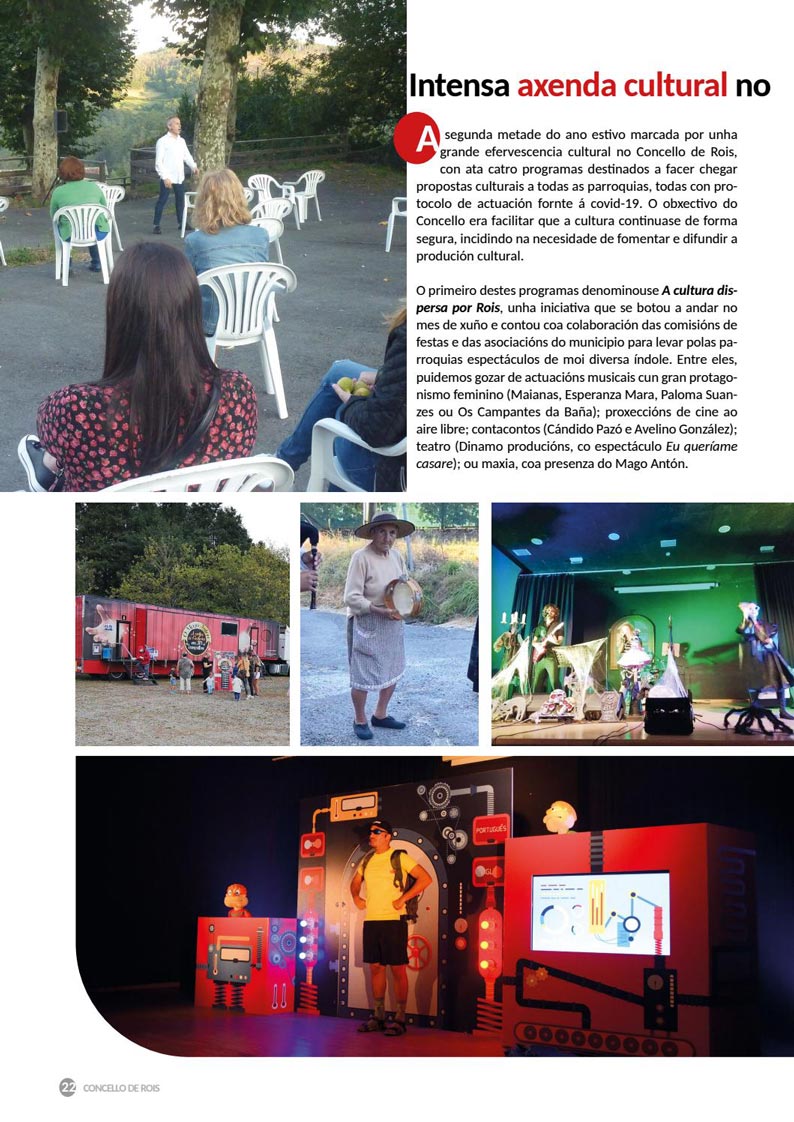 Intensa axenda cultural no
A segunda metade do ano estivo marcada por unha
grande efervescencia cultural no Concello de Rois,
con ata catro programas destinados a facer chegar
propostas culturais a todas as parroquias, todas con pro-
tocolo de actuación fornte á covid-19. O obxectivo do
Concello era facilitar que a cultura continuase de forma
segura, incidindo na necesidade de fomentar e difundir a
produción cultural.
O primeiro destes programas denominouse A cultura dis-
persa por Rois, unha iniciativa que se botou a andar no
mes de xuño e contou coa colaboración das comisións de
festas e das asociacións do municipio para levar polas pa-
rroquias espectáculos de moi diversa índole. Entre eles,
puidemos gozar de actuacións musicais cun gran protago-
nismo feminino (Maianas, Esperanza Mara, Paloma Suan-
zes ou Os Campantes da Baña); proxeccións de cine ao
aire libre; contacontos (Cándido Pazó e Avelino González);
teatro (Dinamo producións, co espectáculo Eu queríame
casare); ou maxia, coa presenza do Mago Antón.
PORTUGUÉS
22 CONCELLO DE ROIS